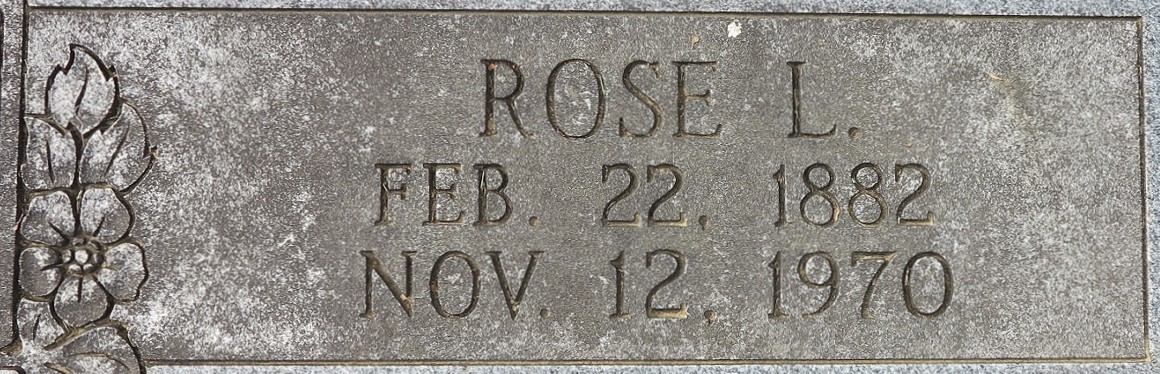 ROSE L.
FEB. 22, 1882
NOV. 12, 1970